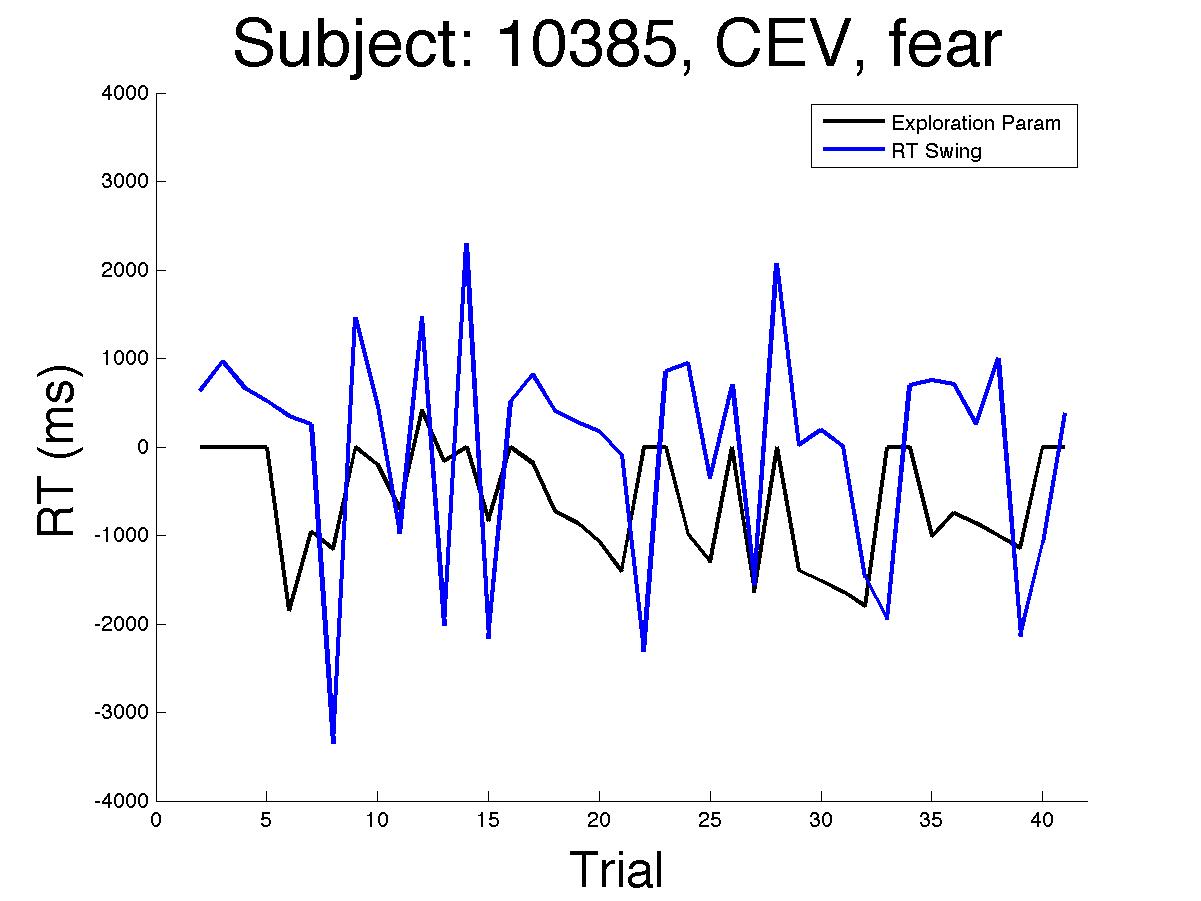 Subject: 10385, CEV, fear
4000
3000
2000
1000
0
-1000
-2000
-3000
-4000
RT (ms)
Exploration Param
RT Swing
0 5 10 15 20 25 30 35 40
Trial